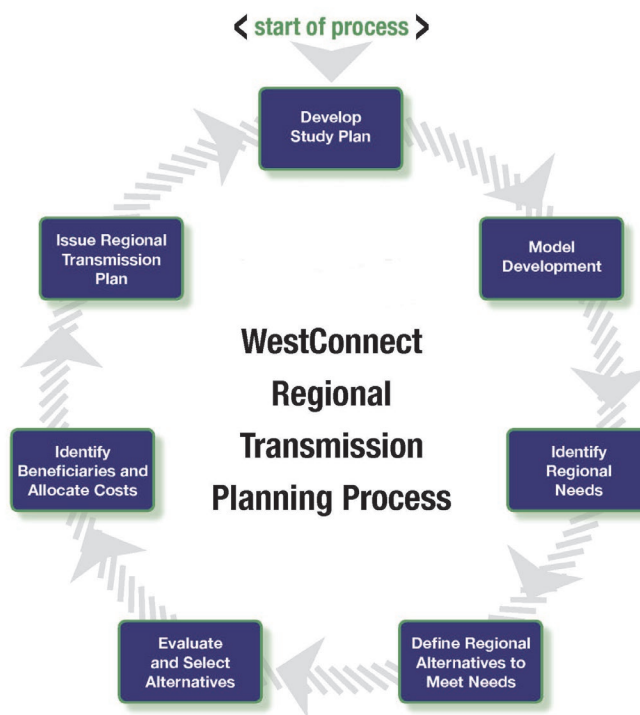 < start of process >
Develop
Study Plan
Model
Development
Identify
Regional
Needs
Define Regional
Alternatives to
Meet Needs
Evaluate
and Select
Alternatives
Identify
Beneficiaries and
Allocate Costs
Issue Regional
Transmission
Plan
WestConnect
Regional
Transmission
Planning Process